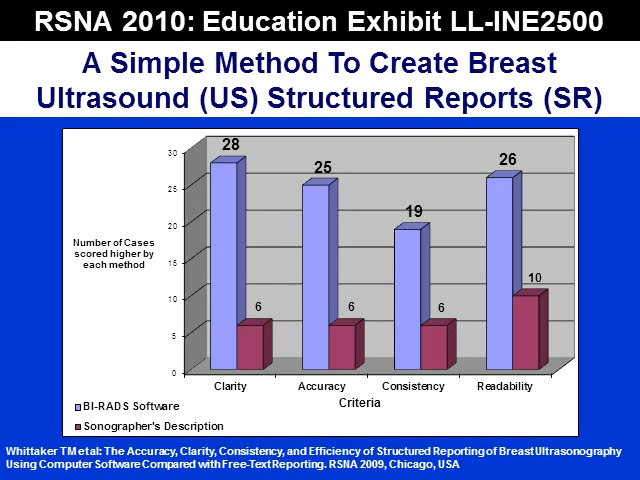 RSNA 2010: Education Exhibit LL-INE2500
A Simple Method To Create Breast
Ultrasound (US) Structured Reports (SR)
30
25
20
15
10
5
0
Number of Cases
scored higher by
each method
28
6
25
6
19
6
26
10
Clarity Accuracy Consistency Readability
Criteria
BI-RADS Software
Sonographer's Description
Whittaker TM etal: The Accuracy, Clarity, Consistency, and Efficiency of Structured Reporting of Breast Ultrasonography
Using Computer Software Compared with Free-Text Reporting. RSNA 2009, Chicago, USA